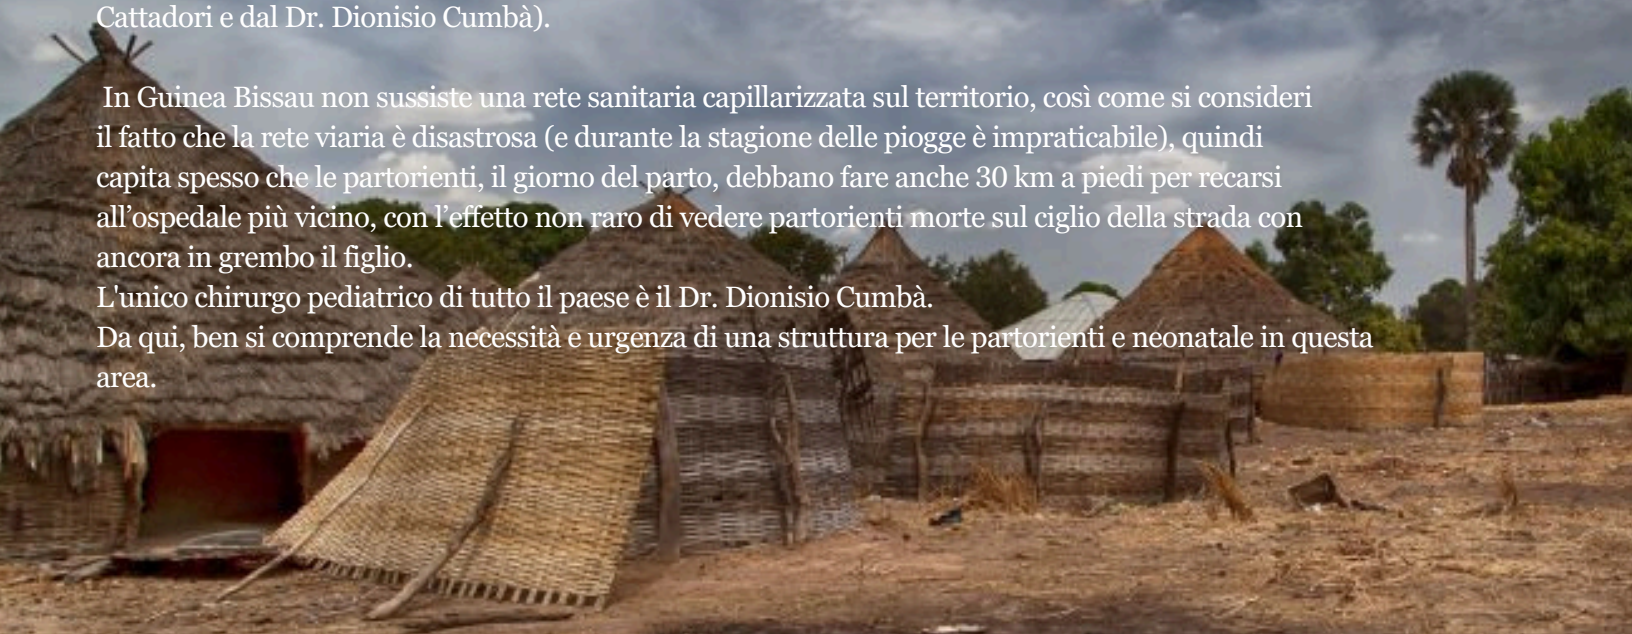 Cattadori e dal Dr. Dionisio Cumbà).
In Guinea Bissau non sussiste una rete sanitaria capillarizzata sul territorio, così come si consideri
il fatto che la rete viaria è disastrosa (e durante la stagione delle piogge è impraticabile), quindi
capita spesso che le partorienti, il giorno del parto, debbano fare anche 30 km a piedi per recarsi
all’ospedale più vicino, con l’effetto non raro di vedere partorienti morte sul ciglio della strada con
ancora in grembo il figlio.
L'unico chirurgo pediatrico di tutto il paese è il Dr. Dionisio Cumbà.
Da qui, ben si comprende la necessità e urgenza di una struttura per le partorienti e neonatale in questa
area.